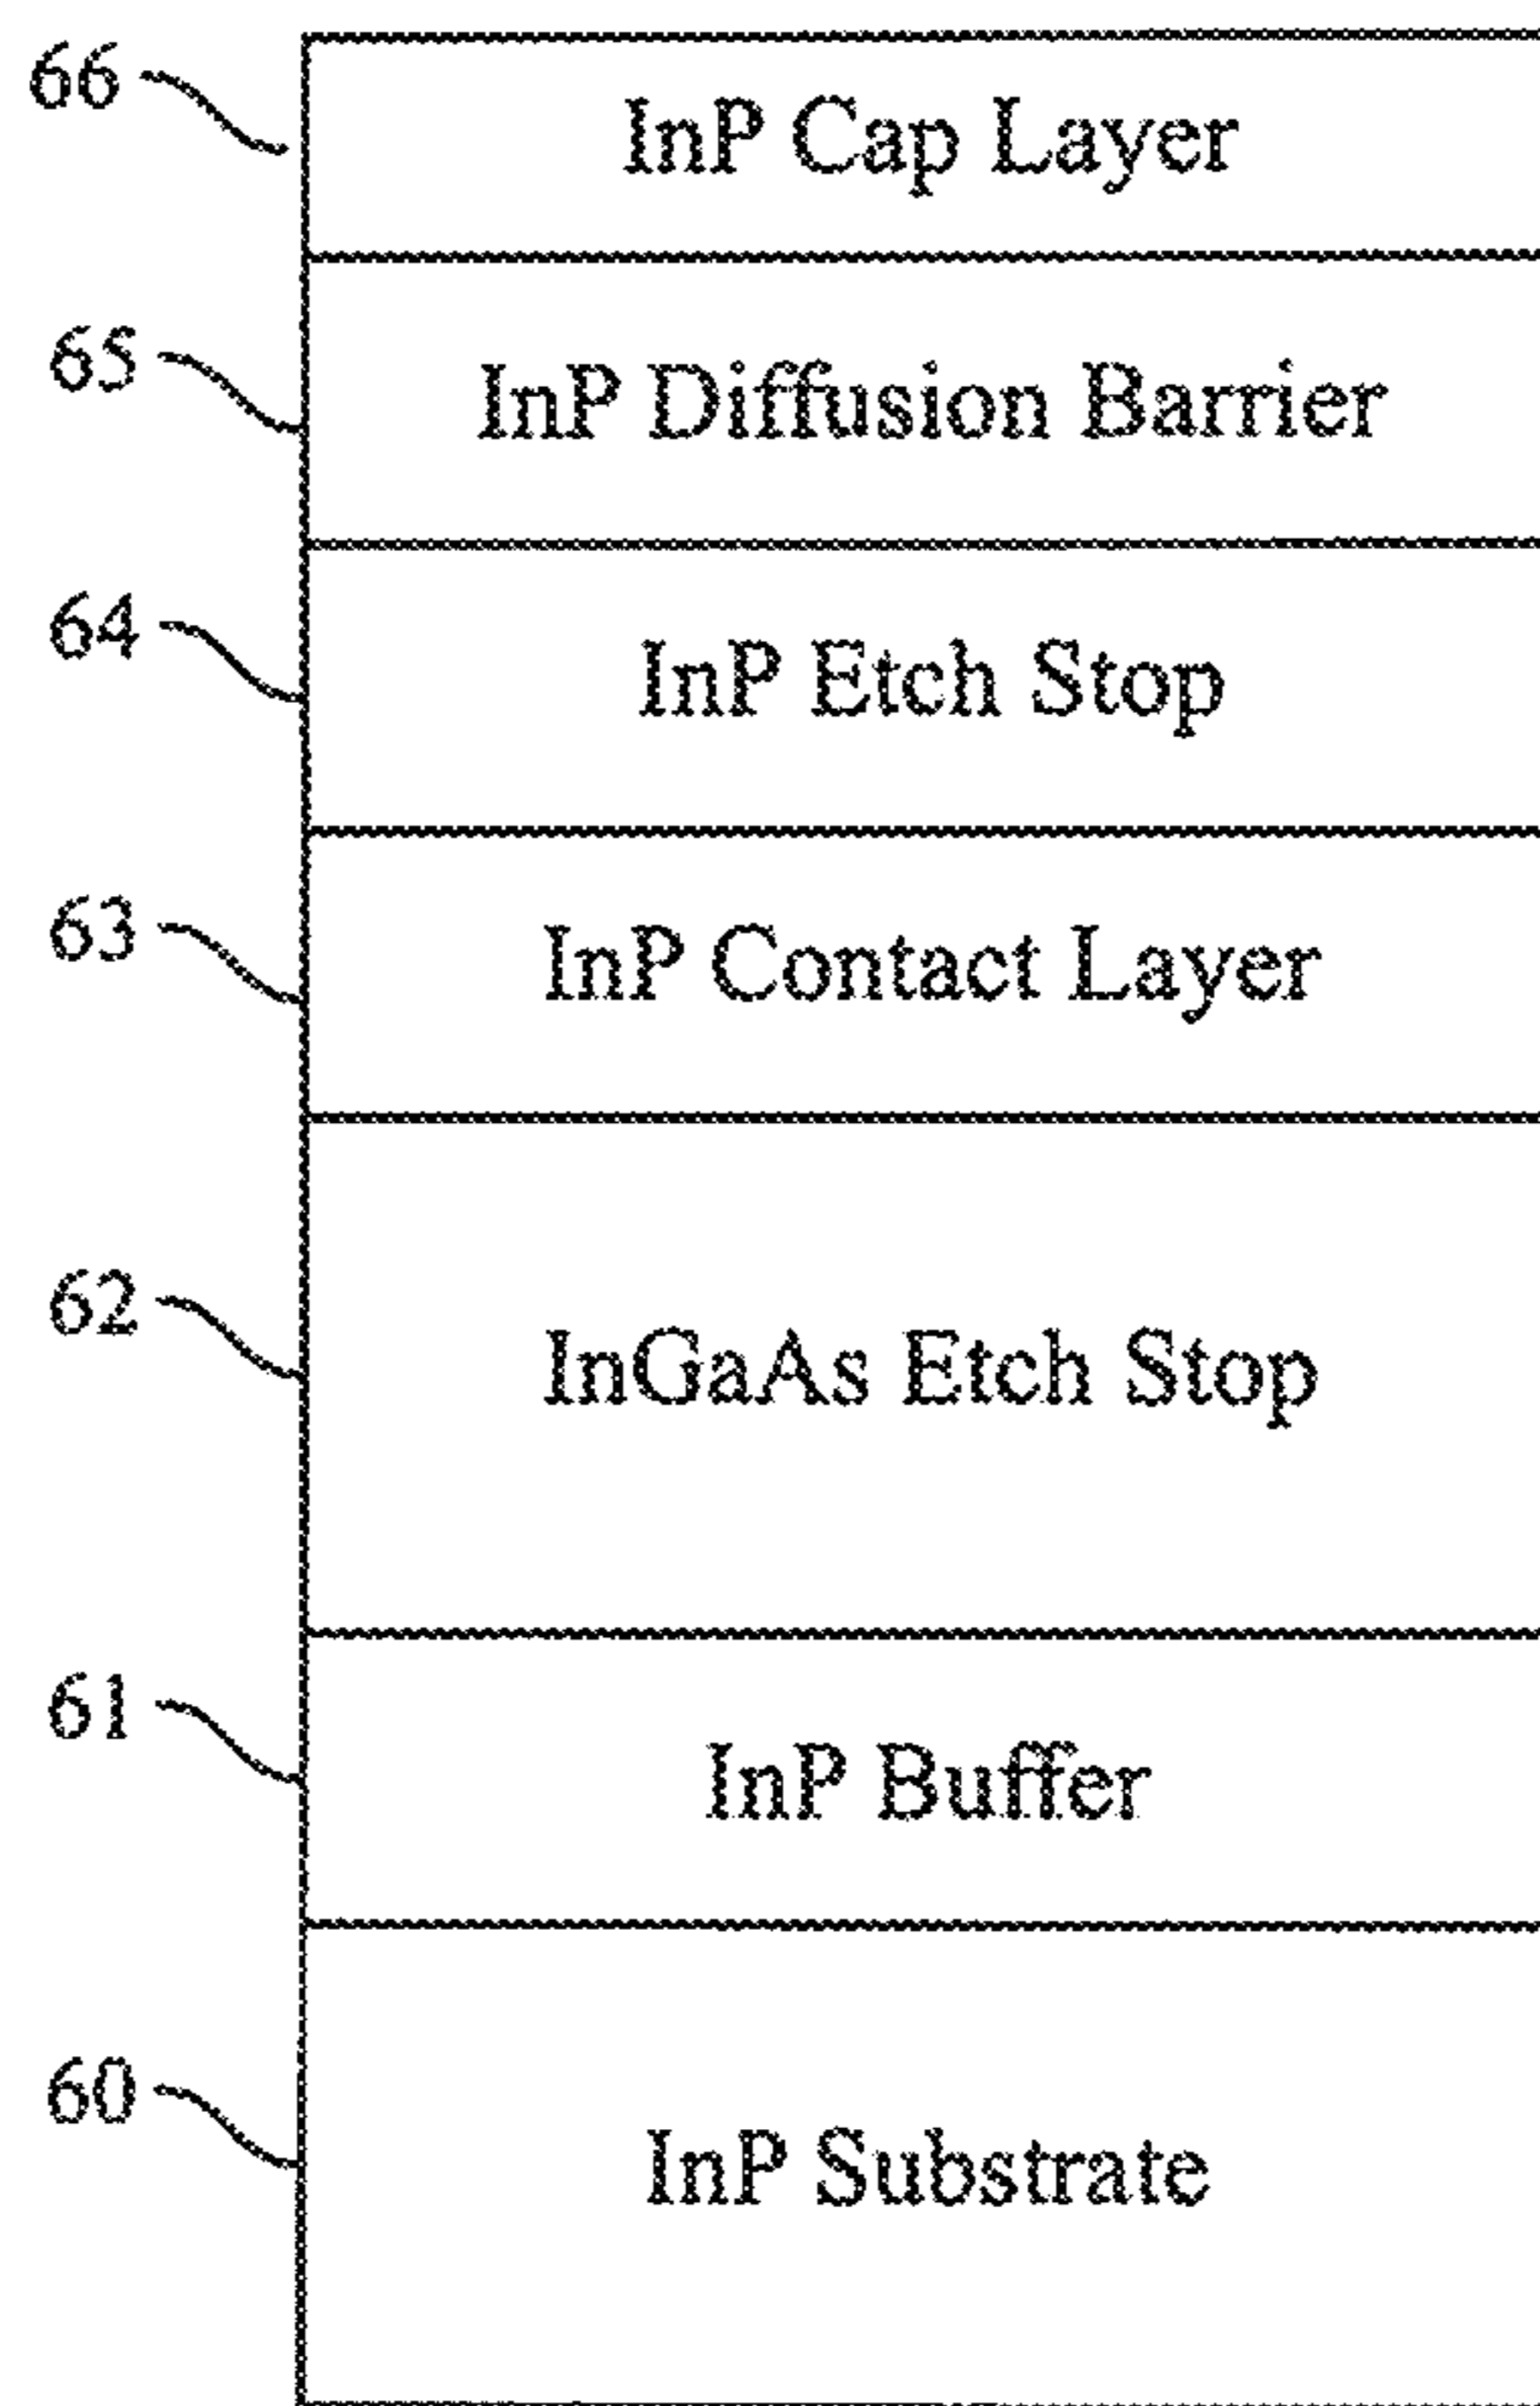 66
InP Cap Layer
65
InP Diffusion Barrier
64
InP Etch Stop
63
InP Contact Layer
62
InGaAs Etch Stop
61
InP Buffer
60
InP Substrate